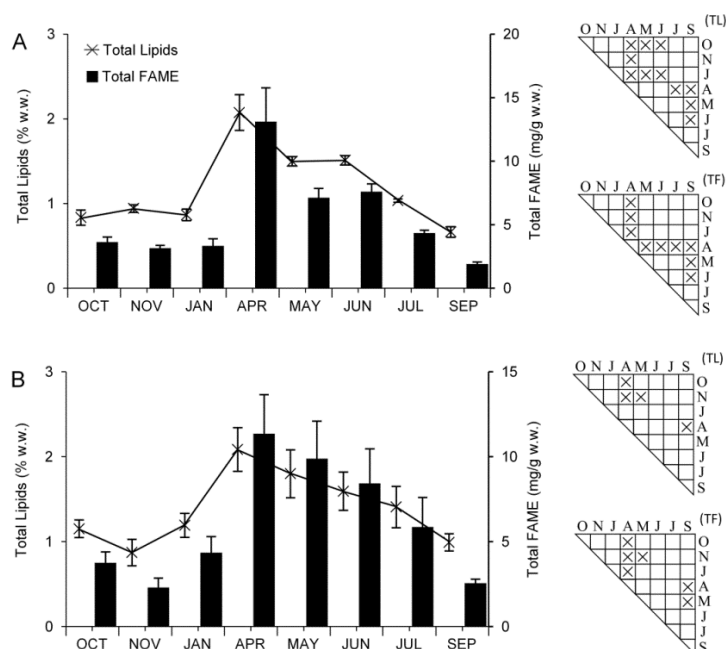 A
3
2
1
0
Total Lipids (% w.w.)
Total Lipids
Total FAME
20
15
10
5
0
Total FAME (mg/g w.w.)
OCT NOV JAN APR MAY JUN JUL SEP
O N J A M J J S (TL)
O
N
J
A
M
J
J
S
(TF)
O N J A M J J S
O
N
J
A
M
J
J
S
B
3
2
1
0
Total Lipids (% w.w.)
15
10
5
0
Total FAME (mg/g w.w.)
OCT NOV JAN APR MAY JUN JUL SEP
(TL)
O N J A M J J S
O
N
J
A
M
J
J
S
(TF)
O N J A M J J S
O
N
J
A
M
J
J
S